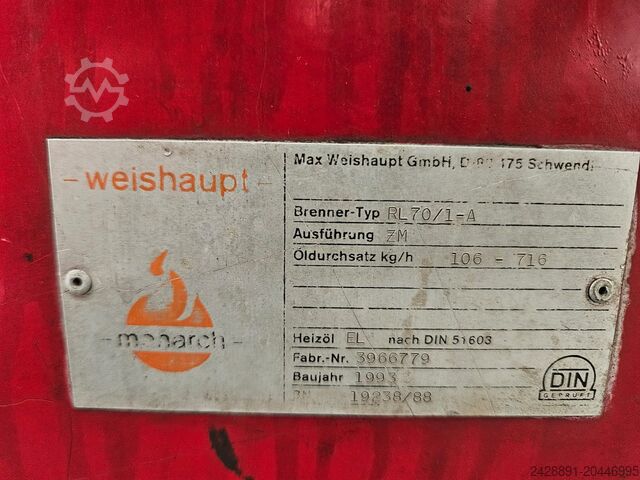 - weishaupt -
- monarch -
Max Weishaupt GmbH, Schwendi
Brenner-Typ RL70/1-A
Ausführung ZM
Öldurchsatz kg/h 106 - 716
Heizöl EL nach DIN 51603
Fabr.-Nr. 3966779
Baujahr 1993
19238/88
DIN
GEPRÜFT
2428891-20446995